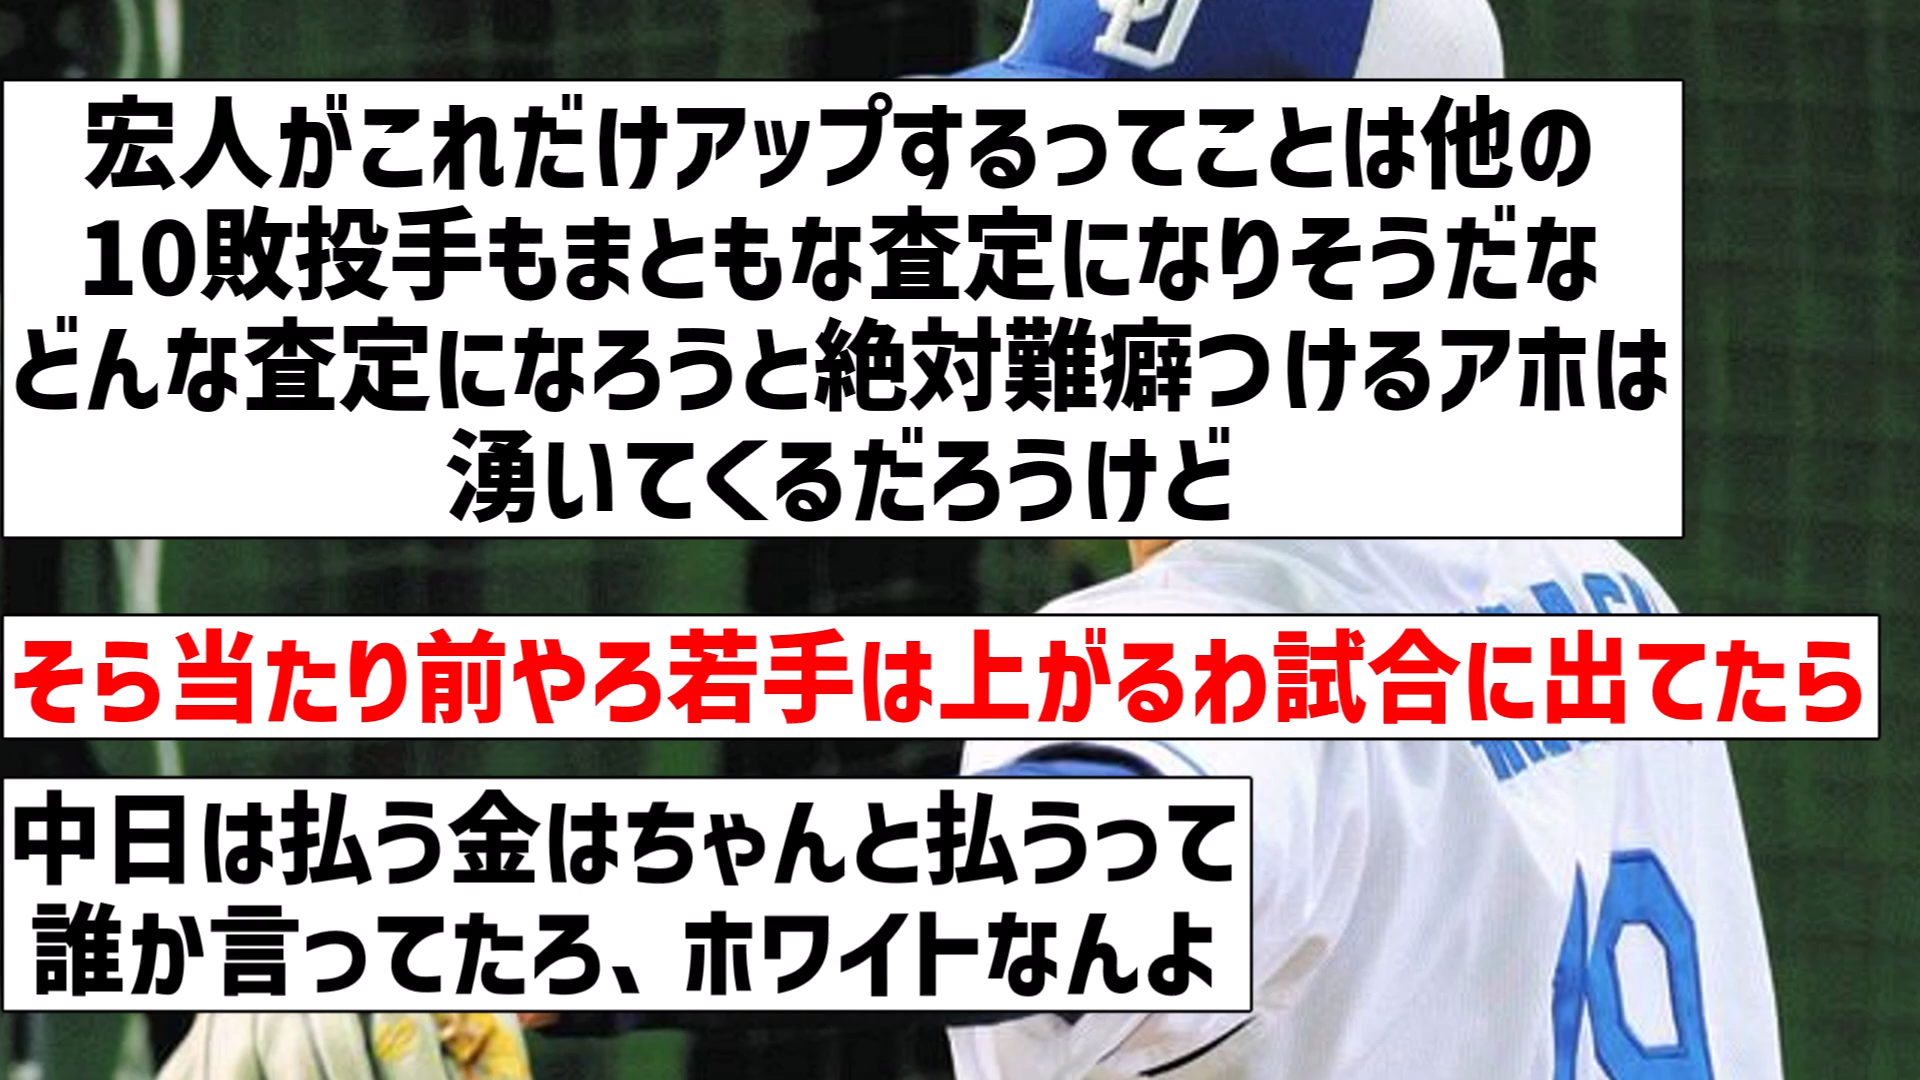 宏人がこれだけアップするってことは他の
10敗投手もまともな査定になりそうだな
どんな査定になろうと絶対難癖つけるアホは
湧いてくるだろうけど
そら当たり前やろ若手は上がるわ試合に出てたら
中日は払う金はちゃんと払うって
誰か言ってたろ、ホワイトなんよ